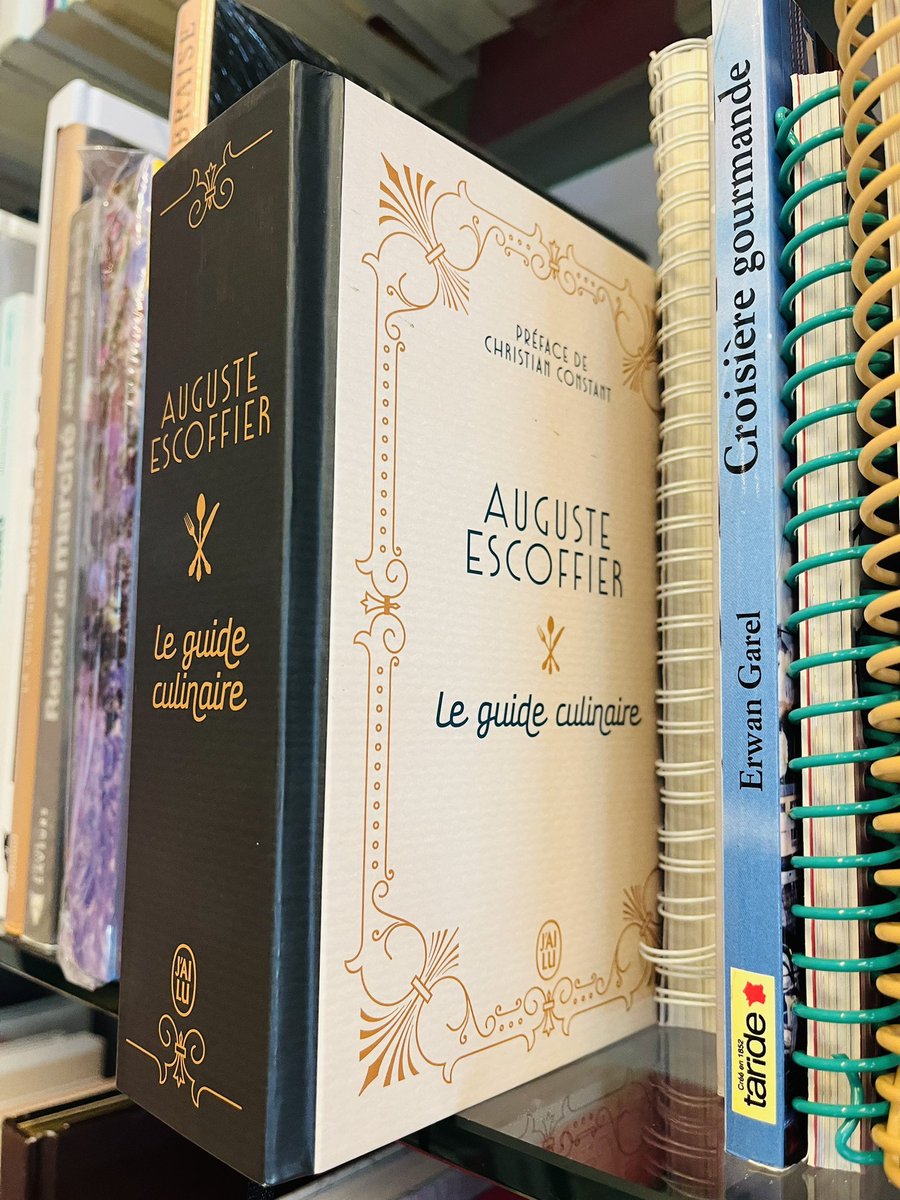 BRAISE
Retour de marché
AUGUSTE
ESCOFFIER
Le guide
culinaire
J'AI
LU
PRÉFACE DE
CHRISTIAN CONSTANT
AUGUSTE
ESCOFFIER
Le guide culinaire
J'AI
LU
Croisière gourmande
Erwan Garel
Créé en 1852
taride